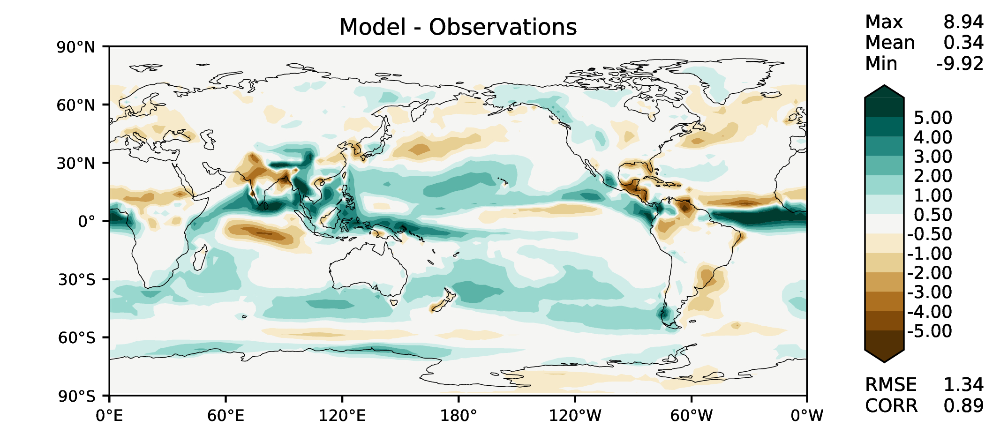 Model - Observations
Max 8.94
Mean 0.34
Min -9.92
90°N
60°N
30°N
0°
30°S
60°S
90°S
0°E 60°E 120°E 180° 120°W 60°W 0°W
5.00
4.00
3.00
2.00
1.00
0.50
-0.50
-1.00
-2.00
-3.00
-4.00
-5.00
RMSE 1.34
CORR 0.89